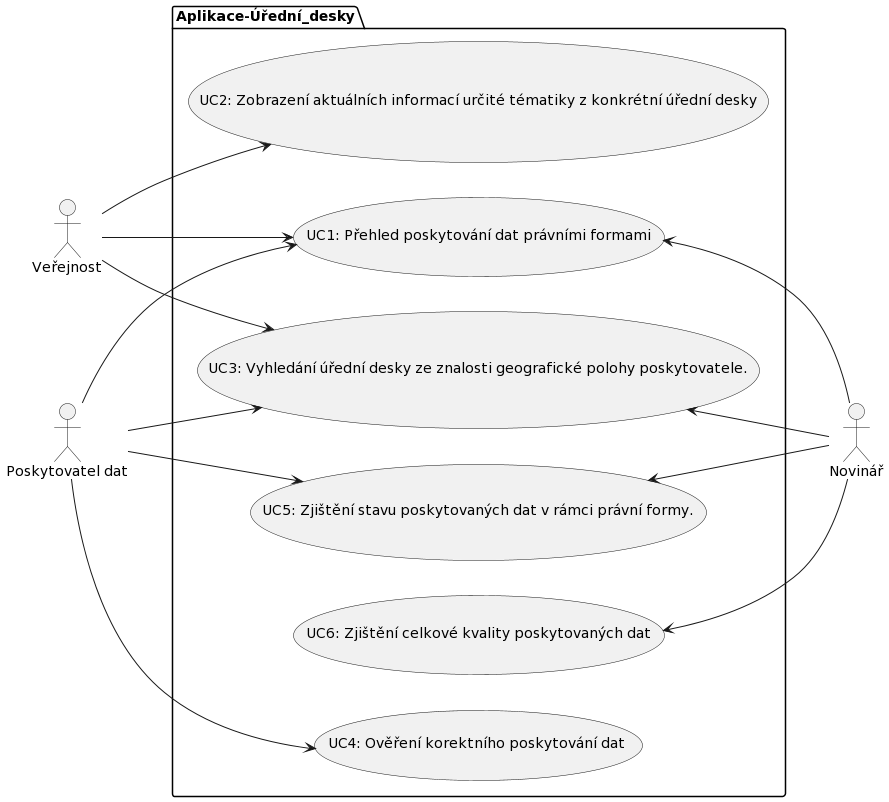 Aplikace-Úřední_desky
UC2: Zobrazení aktuálních informací určité tématiky z konkrétní úřední desky
UC1: Přehled poskytování dat právními formami
Veřejnost
UC3: Vyhledání úřední desky ze znalosti geografické polohy poskytovatele.
Poskytovatel dat
Novinář
UC5: Zjištění stavu poskytovaných dat v rámci právní formy.
UC6: Zjištění celkové kvality poskytovaných dat
UC4: Ověření korektního poskytování dat